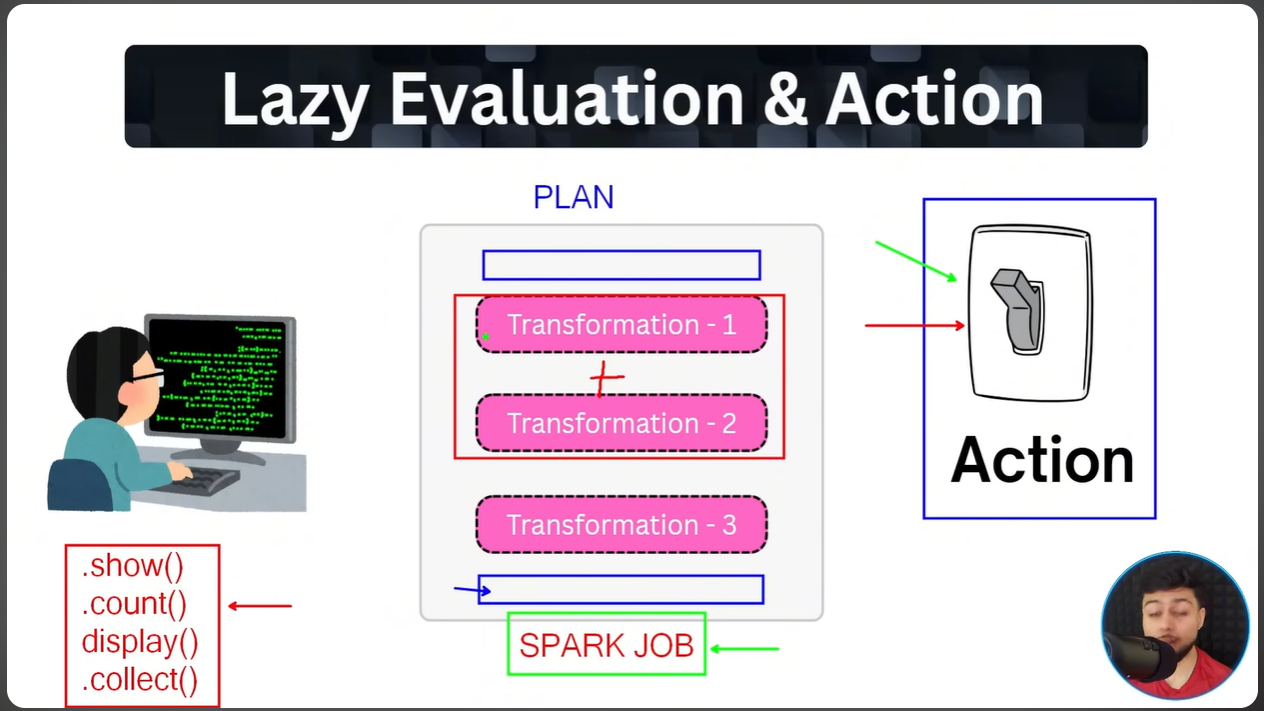 Lazy Evaluation & Action
PLAN
Transformation - 1
Transformation - 2
Transformation - 3
SPARK JOB
.show()
.count()
display()
.collect()
Action